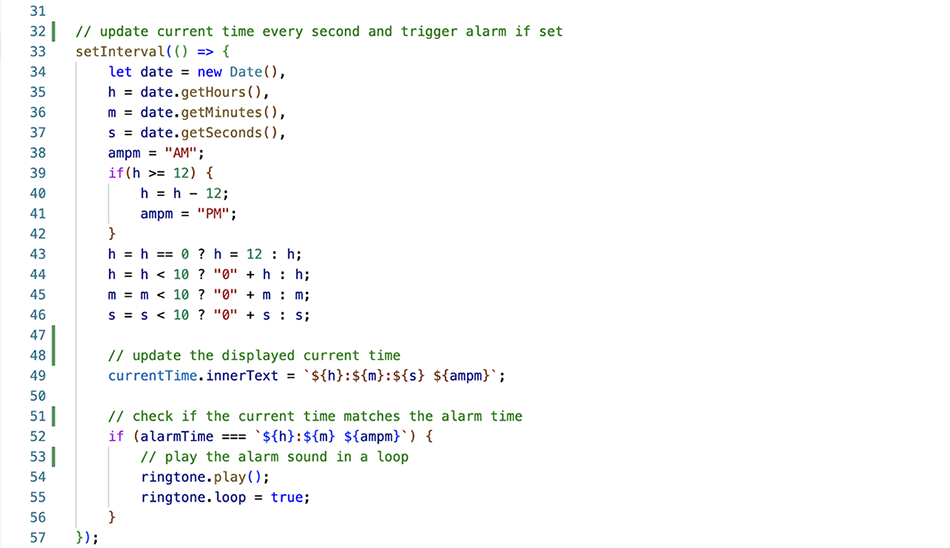 31
32 // update current time every second and trigger alarm if set
33 setInterval(() => {
34     let date = new Date(),
35     h = date.getHours(),
36     m = date.getMinutes(),
37     s = date.getSeconds(),
38     ampm = "AM";
39     if(h >= 12) {
40         h = h - 12;
41         ampm = "PM";
42     }
43     h = h == 0 ? h = 12 : h;
44     h = h < 10 ? "0" + h : h;
45     m = m < 10 ? "0" + m : m;
46     s = s < 10 ? "0" + s : s;
47
48     // update the displayed current time
49     currentTime.innerText = `${h}:${m}:${s} ${ampm}`;
50
51     // check if the current time matches the alarm time
52     if (alarmTime === `${h}:${m} ${ampm}`) {
53         // play the alarm sound in a loop
54         ringtone.play();
55         ringtone.loop = true;
56     }
57 });